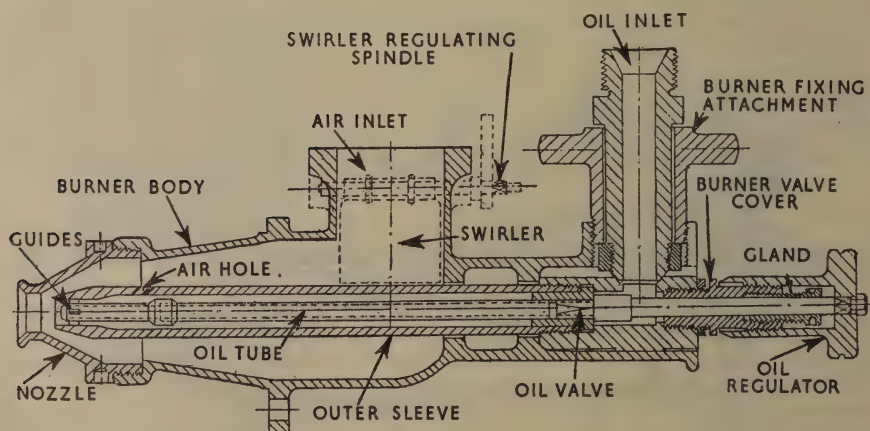 OIL INLET
SWIRLER REGULATING
SPINDLE
BURNER FIXING
ATTACHMENT
AIR INLET
BURNER BODY
BURNER VALVE
COVER
GUIDES
SWIRLER
GLAND
AIR HOLE.
OIL TUBE
NOZZLE
OUTER SLEEVE
OIL VALVE
OIL
REGULATOR